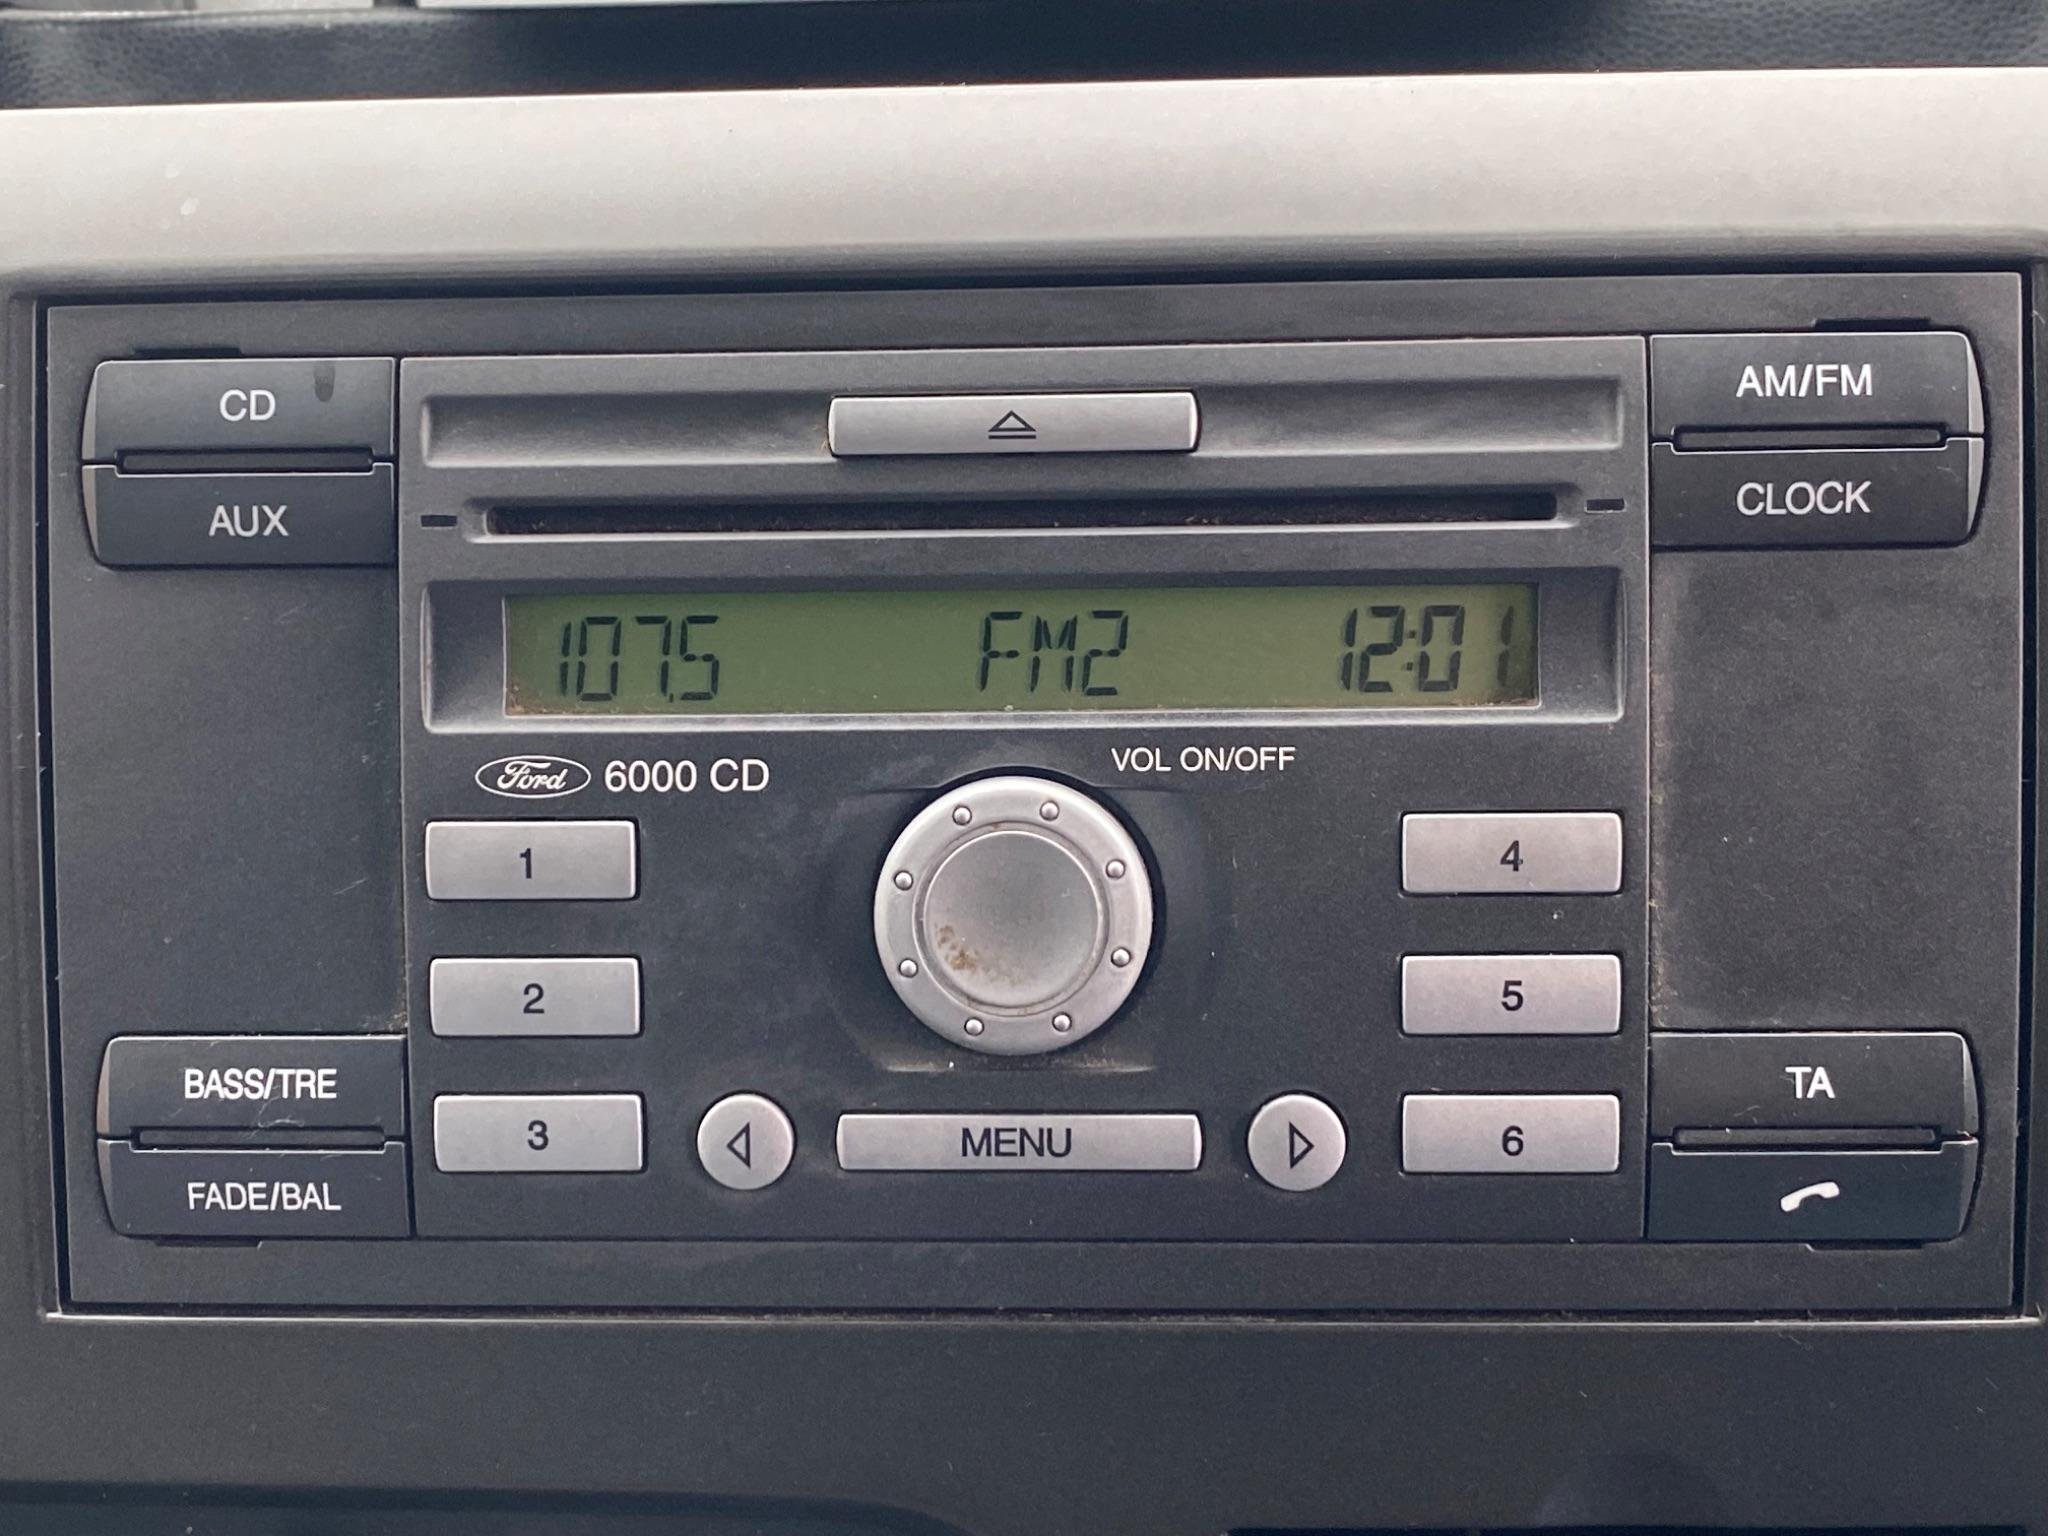 CD
AUX
AM/FM
CLOCK
107.5 FM2 12:01
Ford 6000 CD
VOL ON/OFF
1
2
3
4
5
6
MENU
BASS/TRE
FADE/BAL
TA